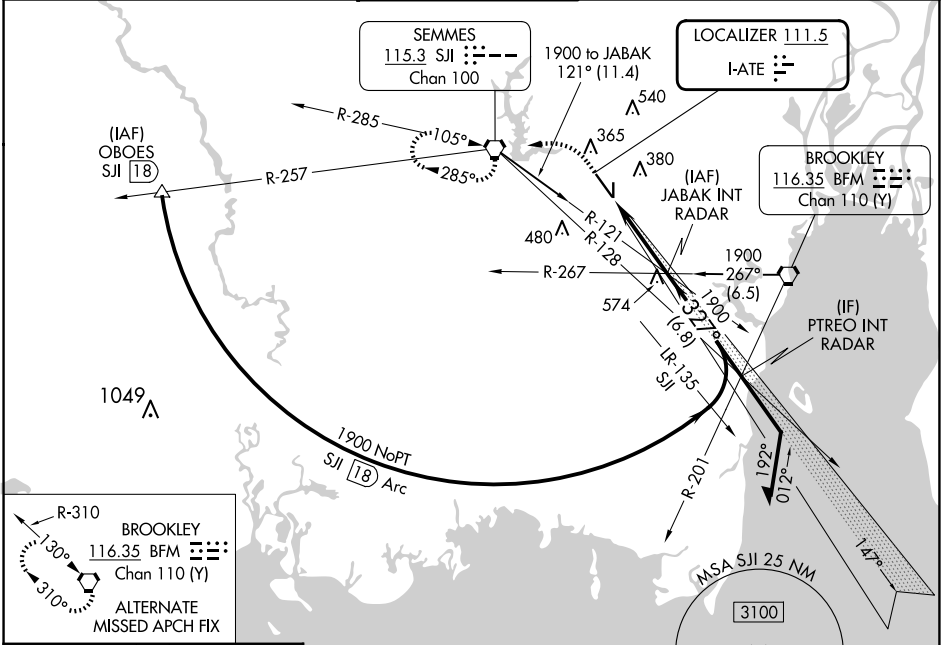 SEMMES
115.3 SJI
Chan 100
1900 to JABAK
121° (11.4)
LOCALIZER 111.5
I-ATE
540
365
380
R-285
105°
285°
(IAF)
OBOES
SJI 18
R-257
BROOKLEY
116.35 BFM
Chan 110 (Y)
(IAF)
JABAK INT
RADAR
R-121
R-128
480
R-267
1900
267°
(6.5)
574
1900
327°
(6.8)
(IF)
PTREO INT
RADAR
LR-135
SJI
1049
1900 NoPT
SJI 18 Arc
R-201
192°
012°
147°
R-310
130°
310°
BROOKLEY
116.35 BFM
Chan 110 (Y)
ALTERNATE
MISSED APCH FIX
MSA SJI 25 NM
3100